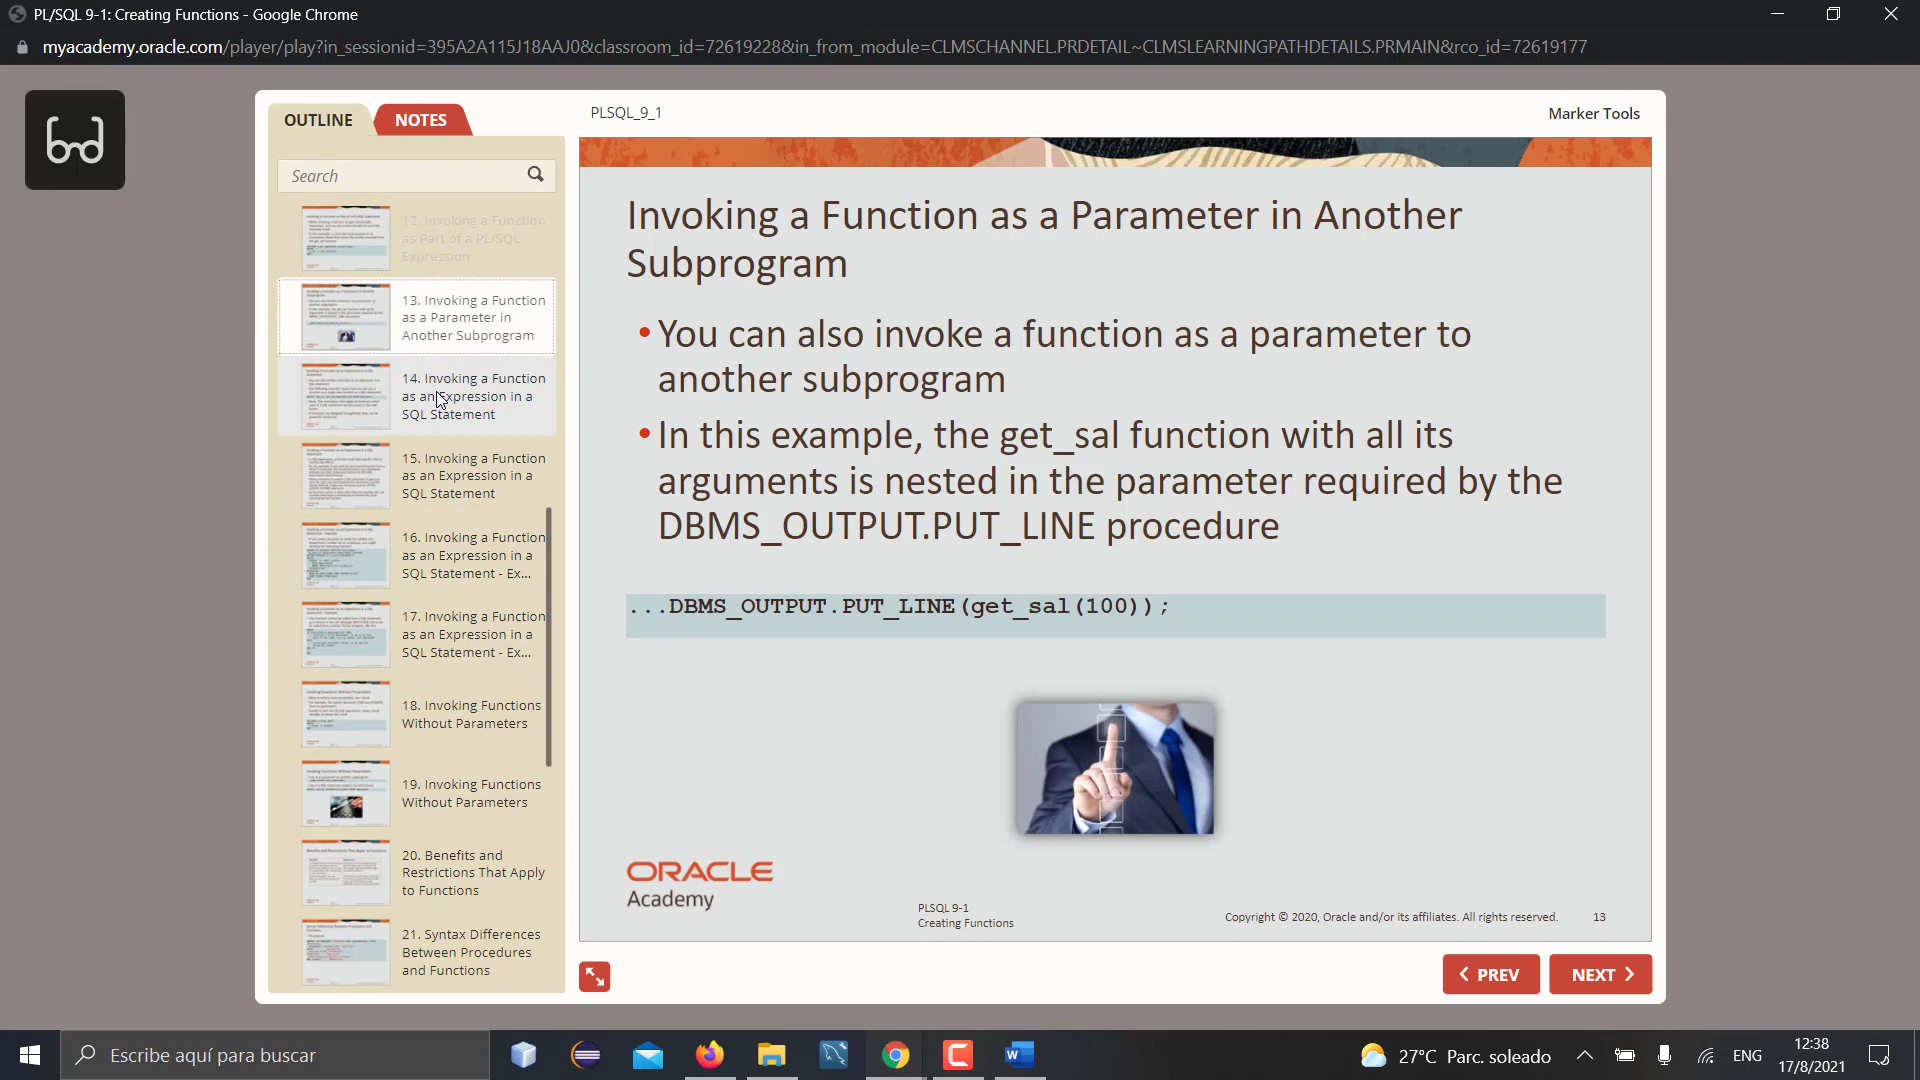 PL/SQL 9-1: Creating Functions - Google Chrome
myacademy.oracle.com/player/play?in_sessionid=395A2A115J18AAJ0&classroom_id=72619228&in_from_module=CLMSCHANNEL.PRDETAIL~CLMSLEARNINGPATHDETAILS.PRMAIN&rco_id=72619177
OUTLINE
NOTES
Search
12. Invoking a Function
as Part of a PL/SQL
Expression
13. Invoking a Function
as a Parameter in
Another Subprogram
14. Invoking a Function
as an Expression in a
SQL Statement
15. Invoking a Function
as an Expression in a
SQL Statement
16. Invoking a Function
as an Expression in a
SQL Statement - Ex...
17. Invoking a Function
as an Expression in a
SQL Statement - Ex...
18. Invoking Functions
Without Parameters
19. Invoking Functions
Without Parameters
20. Benefits and
Restrictions That Apply
to Functions
21. Syntax Differences
Between Procedures
and Functions
PLSQL_9_1
Marker Tools
Invoking a Function as a Parameter in Another
Subprogram
•You can also invoke a function as a parameter to
another subprogram
•In this example, the get_sal function with all its
arguments is nested in the parameter required by the
DBMS_OUTPUT.PUT_LINE procedure
...DBMS_OUTPUT.PUT_LINE(get_sal(100));
ORACLE
Academy
PLSQL 9-1
Creating Functions
Copyright © 2020, Oracle and/or its affiliates. All rights reserved.
13
PREV
NEXT
Escribe aquí para buscar
27°C Parc. soleado
ENG
12:38
17/8/2021